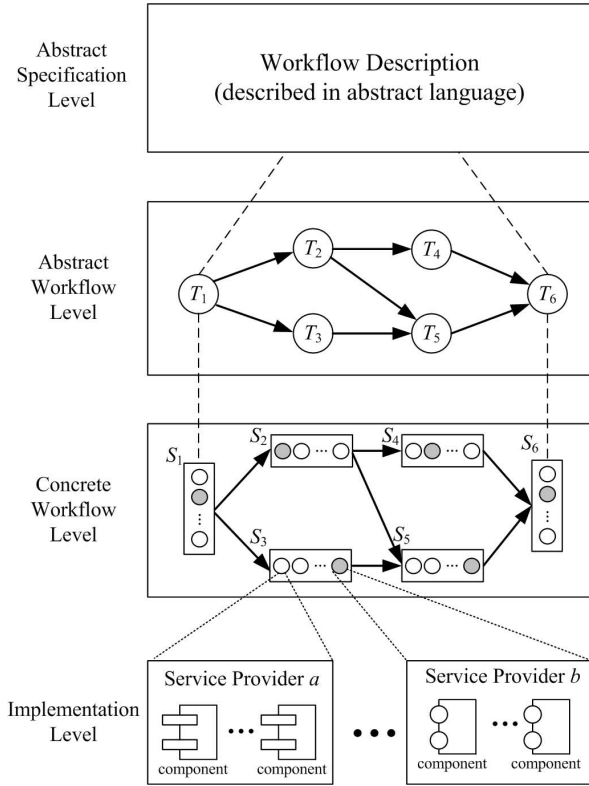 Abstract
Specification
Level
Workflow Description
(described in abstract language)
Abstract
Workflow
Level
T1
T2
T3
T4
T5
T6
Concrete
Workflow
Level
S1
S2
S3
S4
S5
S6
Implementation
Level
Service Provider a
component
component
Service Provider b
component
component